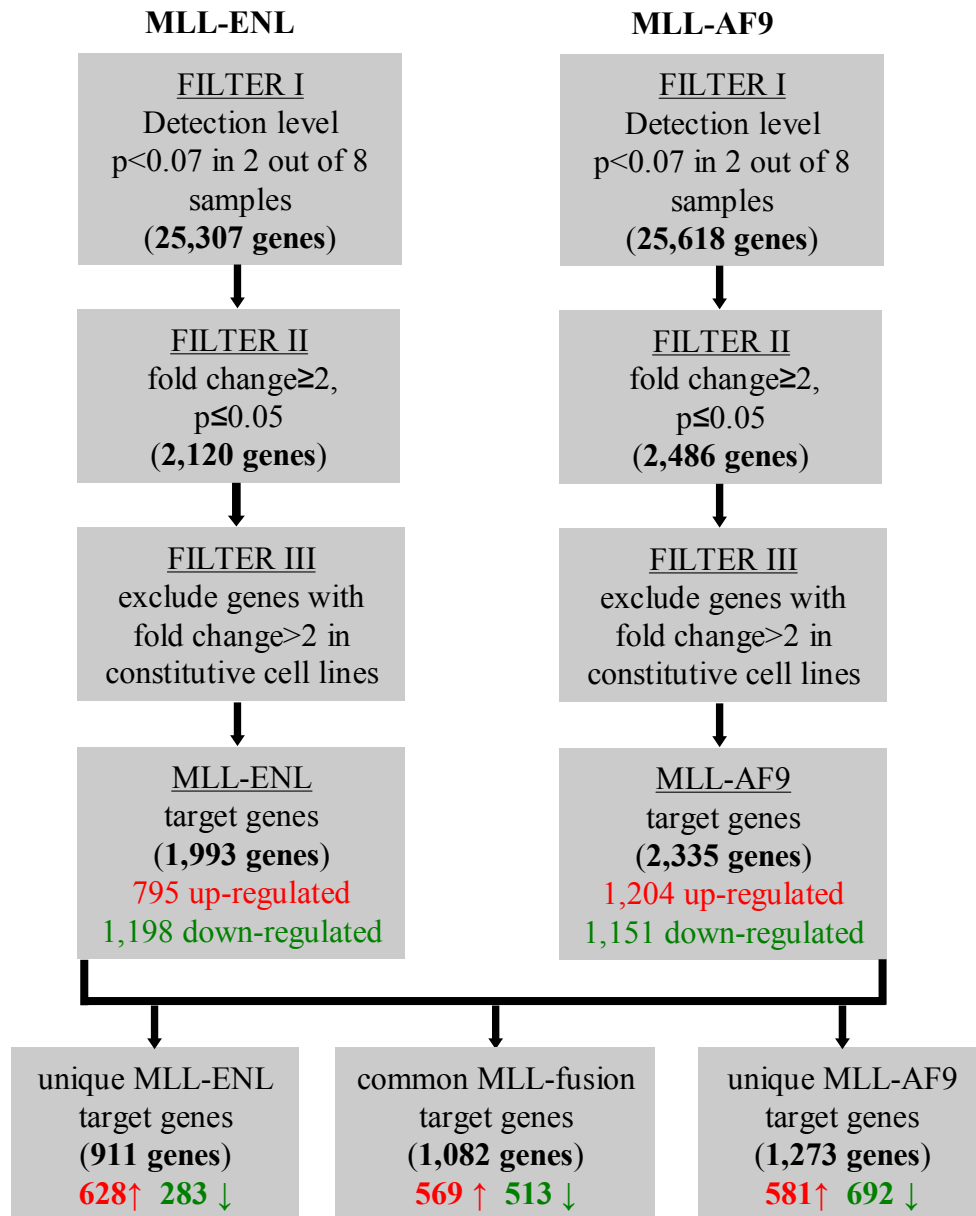 MLL-ENL
FILTER I
Detection level
p<0.07 in 2 out of 8
samples
(25,307 genes)
FILTER II
fold change≥2,
p≤0.05
(2,120 genes)
FILTER III
exclude genes with
fold change>2 in
constitutive cell lines
MLL-ENL
target genes
(1,993 genes)
795 up-regulated
1,198 down-regulated
MLL-AF9
FILTER I
Detection level
p<0.07 in 2 out of 8
samples
(25,618 genes)
FILTER II
fold change≥2,
p≤0.05
(2,486 genes)
FILTER III
exclude genes with
fold change>2 in
constitutive cell lines
MLL-AF9
target genes
(2,335 genes)
1,204 up-regulated
1,151 down-regulated
unique MLL-ENL
target genes
(911 genes)
628↑ 283 ↓
common MLL-fusion
target genes
(1,082 genes)
569 ↑ 513 ↓
unique MLL-AF9
target genes
(1,273 genes)
581↑ 692 ↓